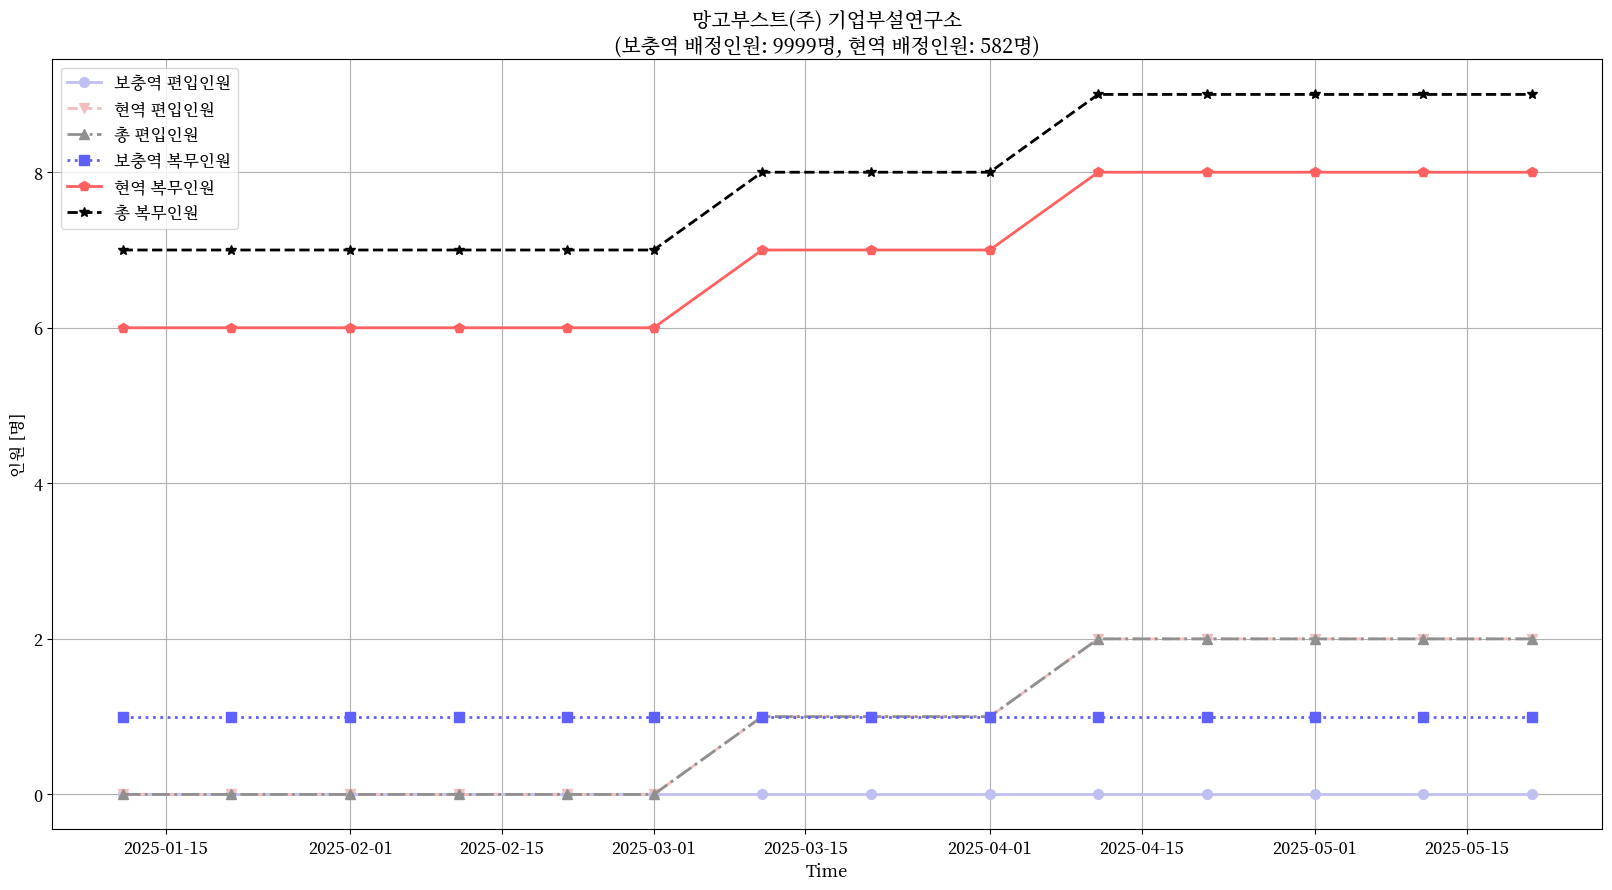 망고부스트(주) 기업부설연구소
(보충역 배정인원: 9999명, 현역 배정인원: 582명)
보충역 편입인원
현역 편입인원
총 편입인원
보충역 복무인원
현역 복무인원
총 복무인원
인원 [명]
8
6
4
2
0
2025-01-15
2025-02-01
2025-02-15
2025-03-01
2025-03-15
2025-04-01
2025-04-15
2025-05-01
2025-05-15
Time